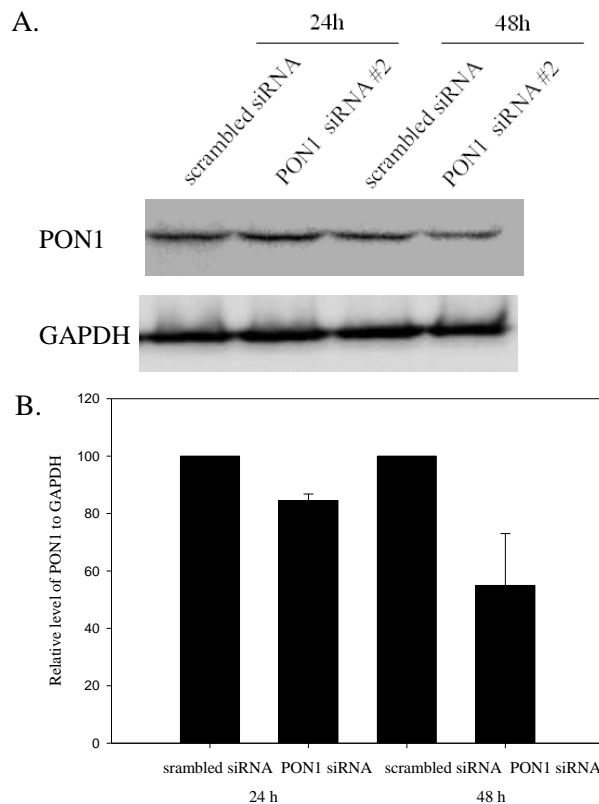 A.
24h 48h
scrambled siRNA PON1 siRNA #2 scrambled siRNA PON1 siRNA #2
PON1
GAPDH
B.
Relative level of PON1 to GAPDH
120
100
80
60
40
20
0
srambled siRNA PON1 siRNA scrambled siRNA PON1 siRNA
24 h 48 h